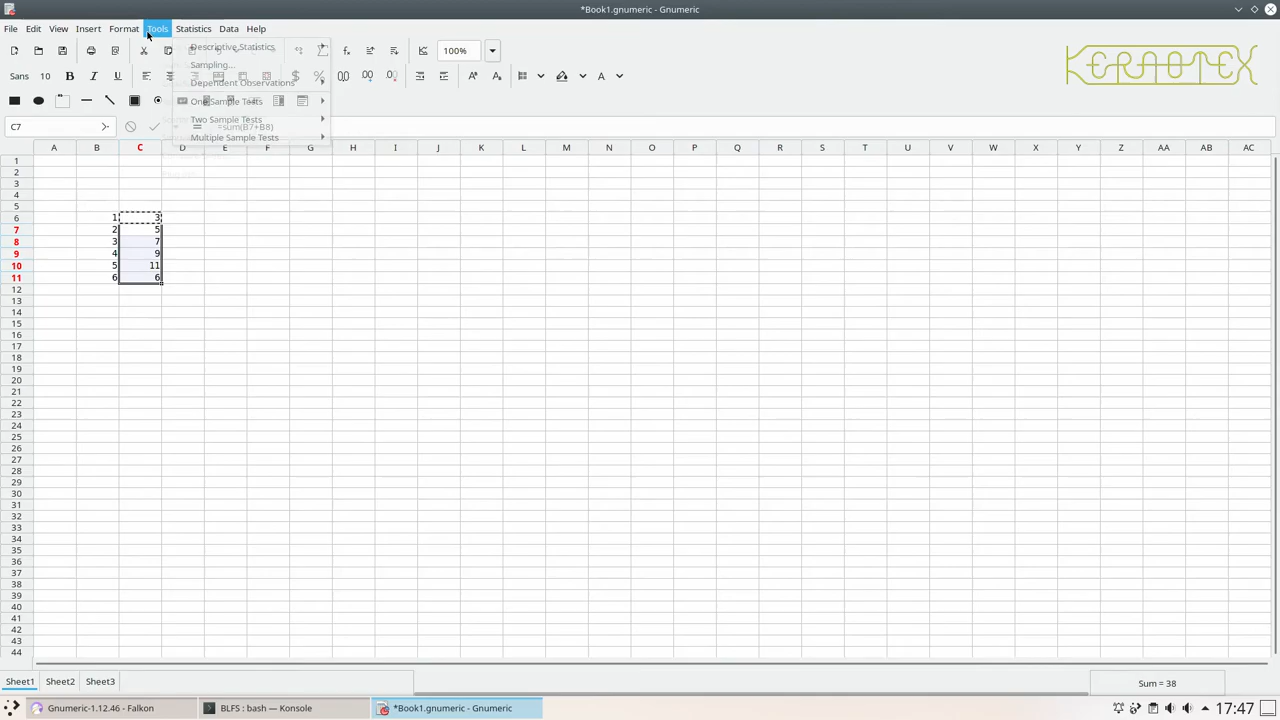 *Book1.gnumeric - Gnumeric
File Edit View Insert Format Tools Statistics Data Help
KERAOTEX
Descriptive Statistics
Sampling...
Dependent Observations
One Sample Tests
Two Sample Tests
Multiple Sample Tests
100%
Sans 10 B I U
C7 = =sum(B7+B8)
A B C D E F G H I J K L M N O P Q R S T U V W X Y Z AA AB AC
1
2
3
4
5
6 1 3
7 2 5
8 3 7
9 4 9
10 5 11
11 6 6
12
13
14
15
16
17
18
19
20
21
22
23
24
25
26
27
28
29
30
31
32
33
34
35
36
37
38
39
40
41
42
43
44
Sheet1 Sheet2 Sheet3 Sum = 38
Gnumeric-1.12.46 - Falkon BLFS : bash — Konsole *Book1.gnumeric - Gnumeric 17:47